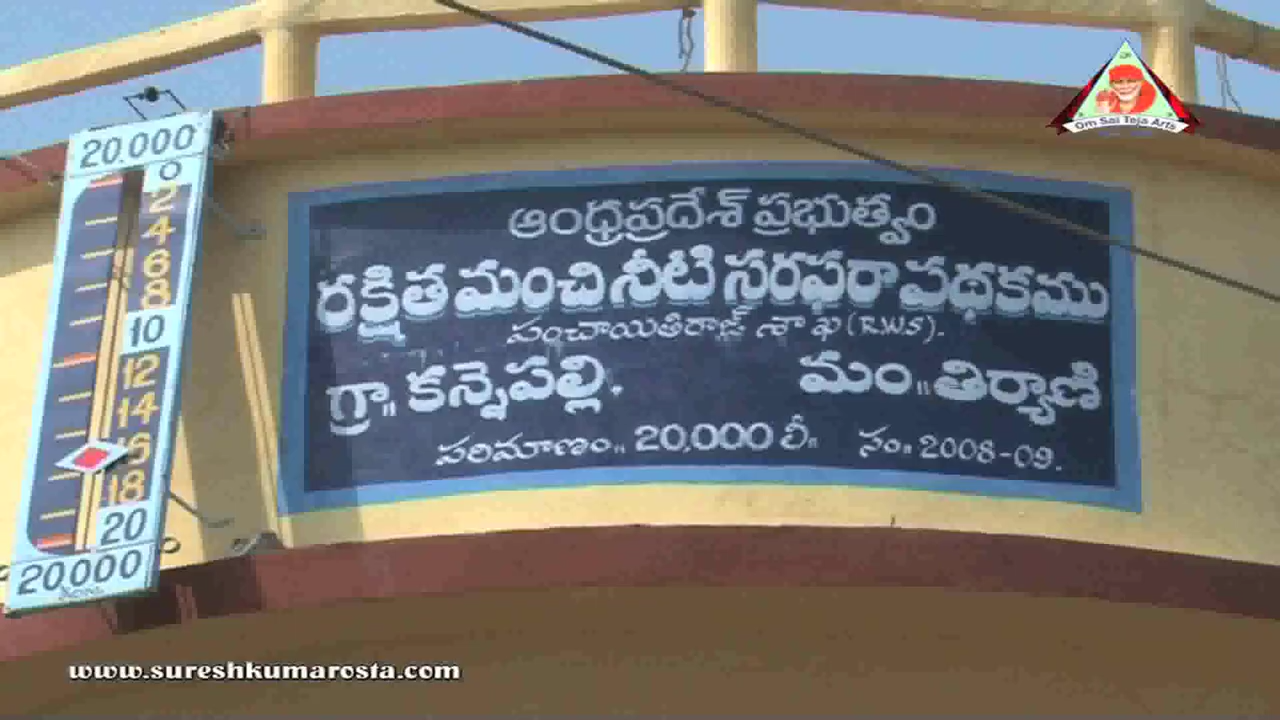 Om Sai Teja Arts
20.000
0
2
4
6
8
10
12
14
16
18
20
20.000
ఆంధ్రప్రదేశ్ ప్రభుత్వం
రక్షిత మంచి నీటి సరఫరా పథకము
పంచాయితిరాజ్ శాఖ (R.W.S).
గ్రా॥ కన్నెపల్లి. మం॥ తిర్యాణి
పరిమాణం॥ 20,000 లీ॥ సం॥ 2008-09.
www.sureshkumarosta.com